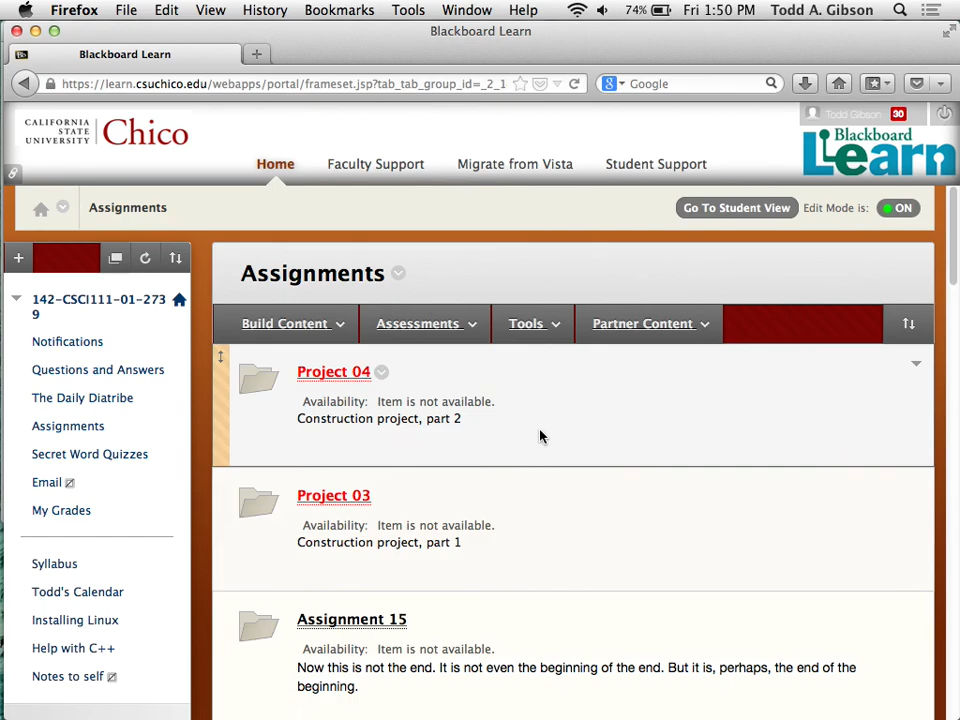 Firefox File Edit View History Bookmarks Tools Window Help 74% Fri 1:50 PM Todd A. Gibson
Blackboard Learn
Blackboard Learn
https://learn.csuchico.edu/webapps/portal/frameset.jsp?tab_tab_group_id=_2_1 Google
CALIFORNIA STATE UNIVERSITY Chico
Todd Gibson 30
Blackboard Learn
Home Faculty Support Migrate from Vista Student Support
Assignments Go To Student View Edit Mode is: ON
142-CSCI111-01-273
9
Notifications
Questions and Answers
The Daily Diatribe
Assignments
Secret Word Quizzes
Email
My Grades
Syllabus
Todd's Calendar
Installing Linux
Help with C++
Notes to self
Assignments
Build Content Assessments Tools Partner Content
Project 04
Availability: Item is not available.
Construction project, part 2
Project 03
Availability: Item is not available.
Construction project, part 1
Assignment 15
Availability: Item is not available.
Now this is not the end. It is not even the beginning of the end. But it is, perhaps, the end of the
beginning.